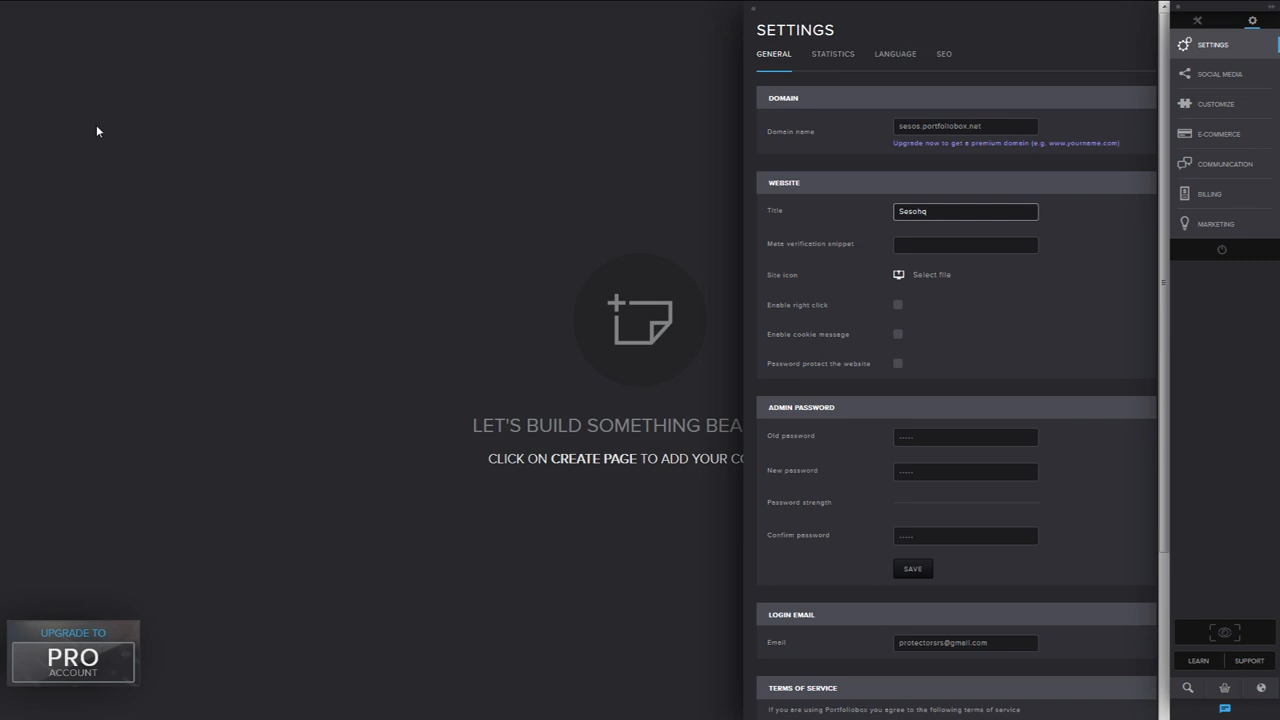 SETTINGS
GENERAL STATISTICS LANGUAGE SEO
DOMAIN
Domain name sesos.portfoliobox.net
Upgrade now to get a premium domain (e.g. www.yourname.com)
WEBSITE
Title Sesohq
Meta verification snippet
Site icon Select file
Enable right click
Enable cookie message
Password protect the website
ADMIN PASSWORD
Old password -----
New password -----
Password strength
Confirm password -----
SAVE
LOGIN EMAIL
Email protectorsrs@gmail.com
TERMS OF SERVICE
If you are using Portfoliobox you agree to the following terms of service
LET'S BUILD SOMETHING BEA
CLICK ON CREATE PAGE TO ADD YOUR CO
UPGRADE TO
PRO
ACCOUNT
SETTINGS
SOCIAL MEDIA
CUSTOMIZE
E-COMMERCE
COMMUNICATION
BILLING
MARKETING
LEARN SUPPORT